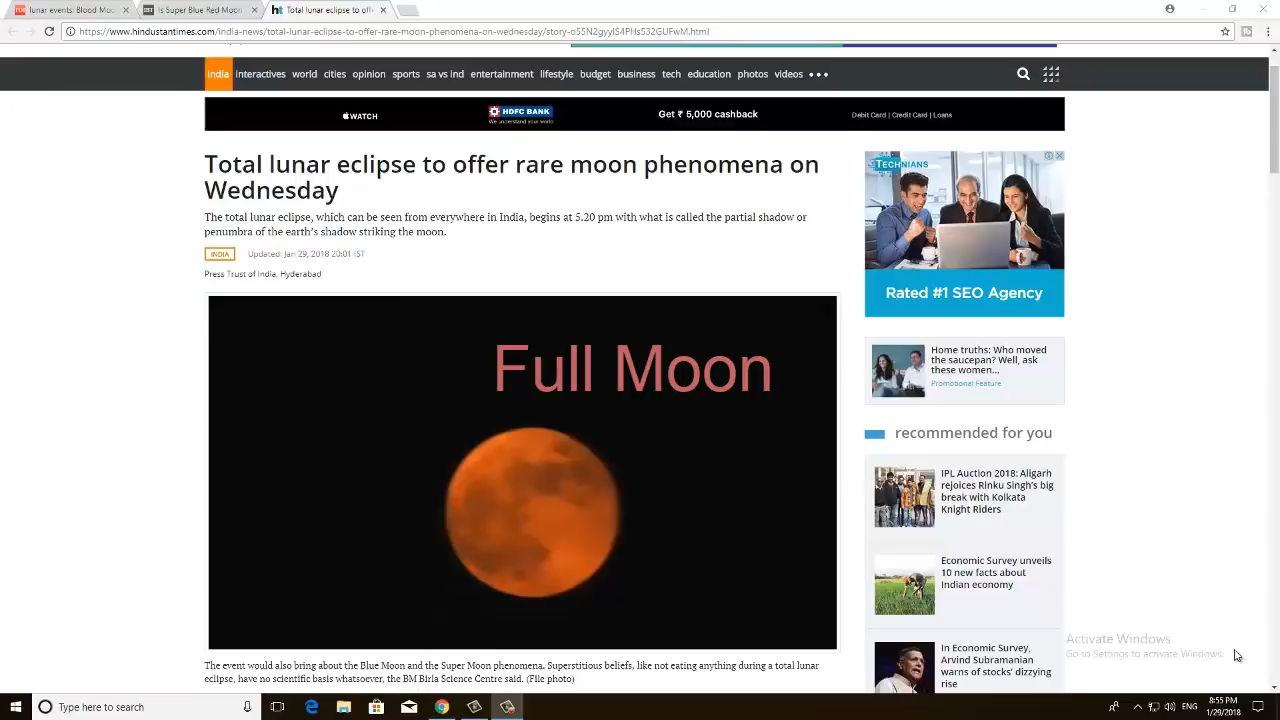 lunar events: Blood Moo
Is Super Blue Blood Moo
Total lunar eclipse to off
https://www.hindustantimes.com/india-news/total-lunar-eclipse-to-offer-rare-moon-phenomena-on-wednesday/
india interactives world cities opinion sports sa vs ind entertainment lifestyle budget business tech education photos videos
WATCH
HDFC BANK
We understand your world
Get ₹ 5,000 cashback
Debit Card | Credit Card | Loans
Total lunar eclipse to offer rare moon phenomena on
Wednesday
The total lunar eclipse, which can be seen from everywhere in India, begins at 5.20 pm with what is called the partial shadow or
penumbra of the earth's shadow striking the moon.
INDIA Updated: Jan 29, 2018 20:01 IST
Press Trust of India, Hyderabad
Full Moon
The event would also bring about the Blue Moon and the Super Moon phenomena. Superstitious beliefs, like not eating anything during a total lunar
eclipse, have no scientific basis whatsoever, the BM Birla Science Centre said. (File photo)
TECHNIANS
Rated #1 SEO Agency
Home truths: Who moved
the saucepan? Well, ask
these women...
Promotional Feature
recommended for you
IPL Auction 2018: Aligarh
rejoices Rinku Singh's big
break with Kolkata
Knight Riders
Economic Survey unveils
10 new facts about
Indian economy
In Economic Survey,
Arvind Subramanian
warns of stocks' dizzying
rise
Activate Windows
Go to Settings to activate Windows.
Type here to search
ENG
8:55 PM
1/29/2018